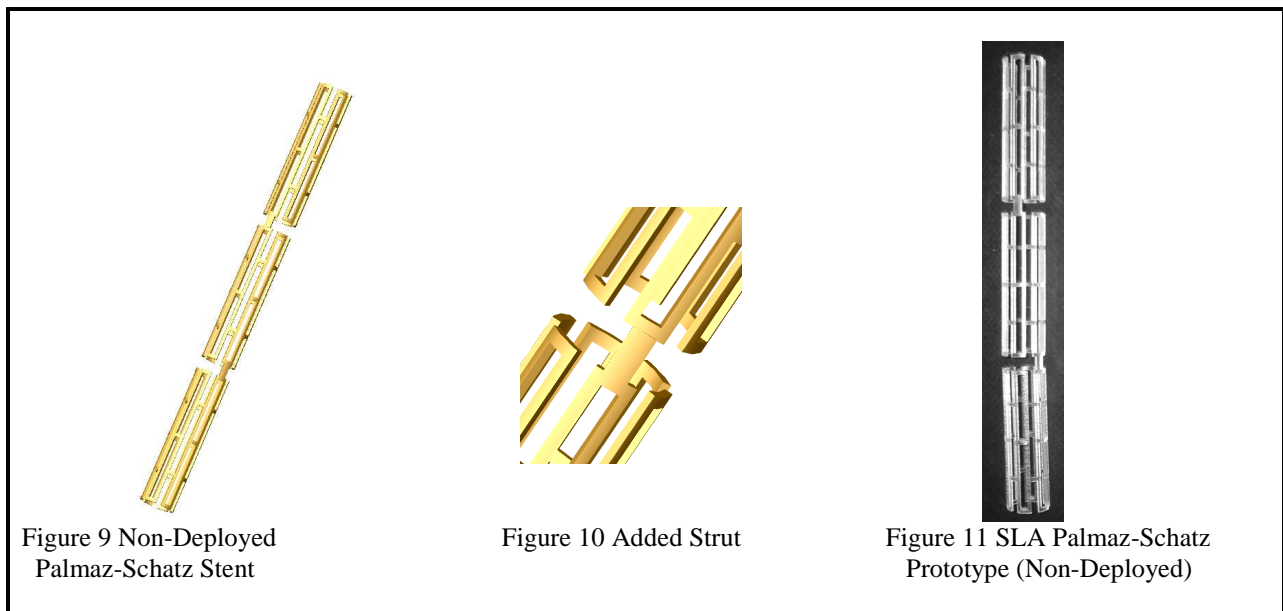 Figure 9 Non-Deployed
Palmaz-Schatz Stent
Figure 10 Added Strut
Figure 11 SLA Palmaz-Schatz
Prototype (Non-Deployed)